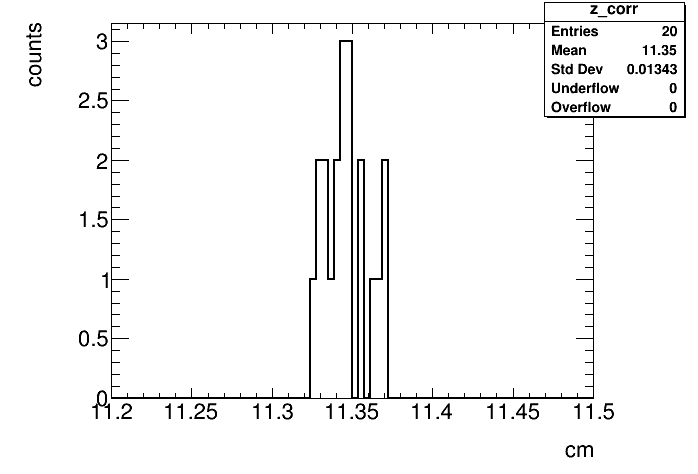 z_corr
Entries 20
Mean 11.35
Std Dev 0.01343
Underflow 0
Overflow 0
counts
3
2.5
2
1.5
1
0.5
0
11.2 11.25 11.3 11.35 11.4 11.45 11.5
cm